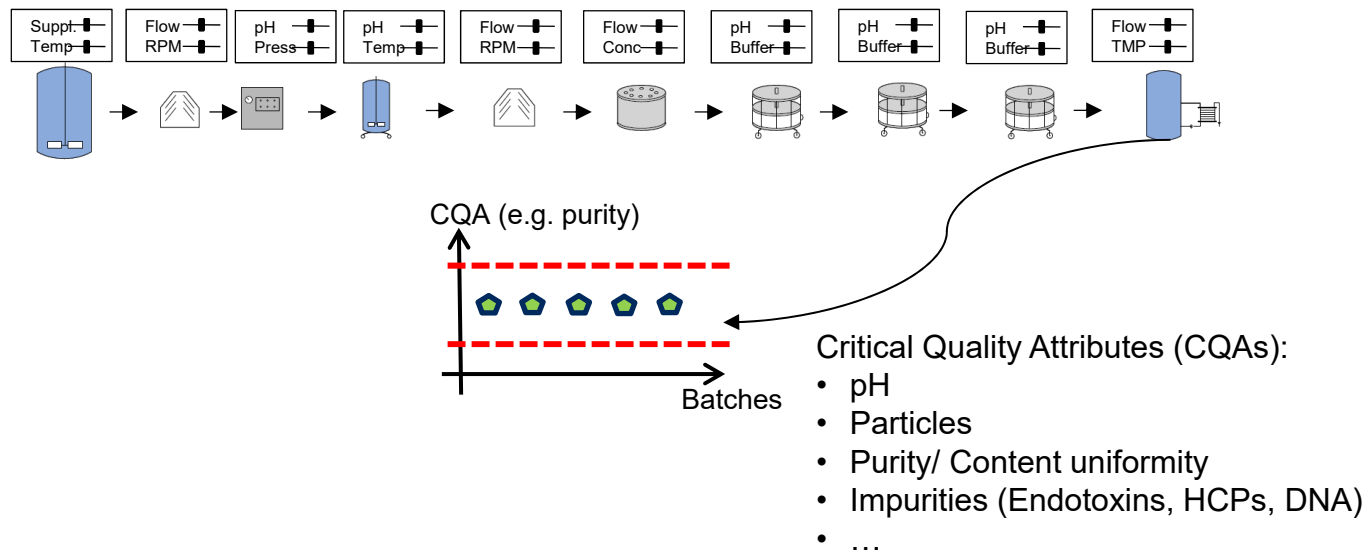 Suppl.
Temp
Flow
RPM
pH
Press
pH
Temp
Flow
RPM
Flow
Conc
pH
Buffer
pH
Buffer
pH
Buffer
Flow
TMP
CQA (e.g. purity)
Batches
Critical Quality Attributes (CQAs):
• pH
• Particles
• Purity/ Content uniformity
• Impurities (Endotoxins, HCPs, DNA)
• ...